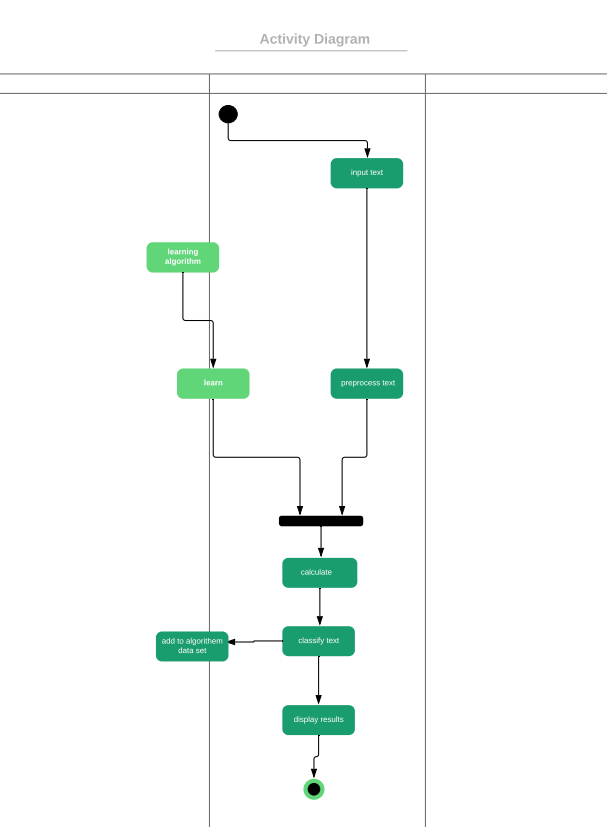 Activity Diagram
input text
learning
algorithm
learn
preprocess text
calculate
classify text
add to algorithem
data set
display results